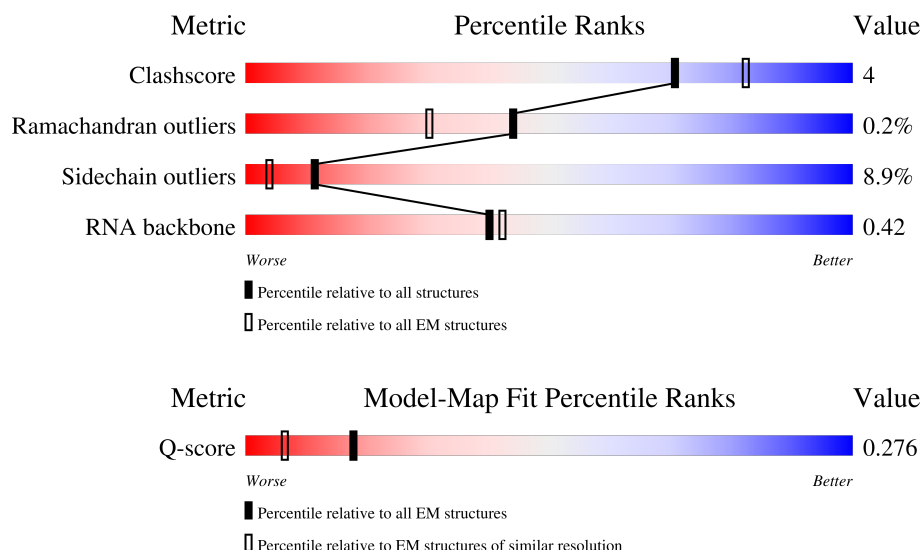 Metric Percentile Ranks Value
Clashscore 4
Ramachandran outliers 0.2%
Sidechain outliers 8.9%
RNA backbone 0.42
Worse Better
Percentile relative to all structures
Percentile relative to all EM structures
Metric Model-Map Fit Percentile Ranks Value
Q-score 0.276
Worse Better
Percentile relative to all EM structures
Percentile relative to EM structures of similar resolution